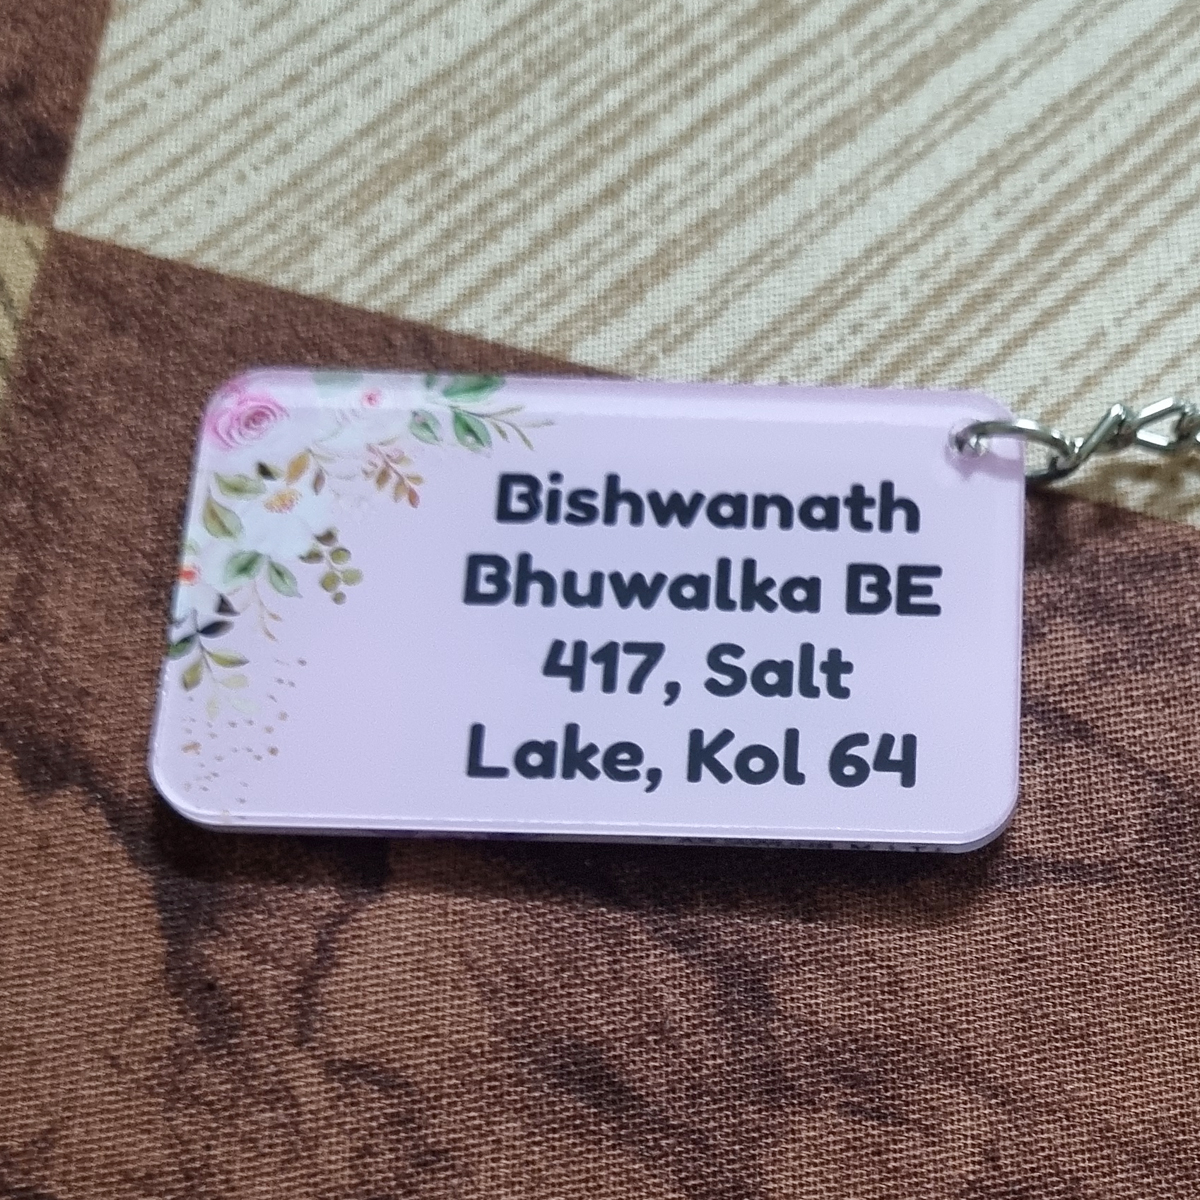 Bishwanath
Bhuwalka BE
417, Salt
Lake, Kol 64